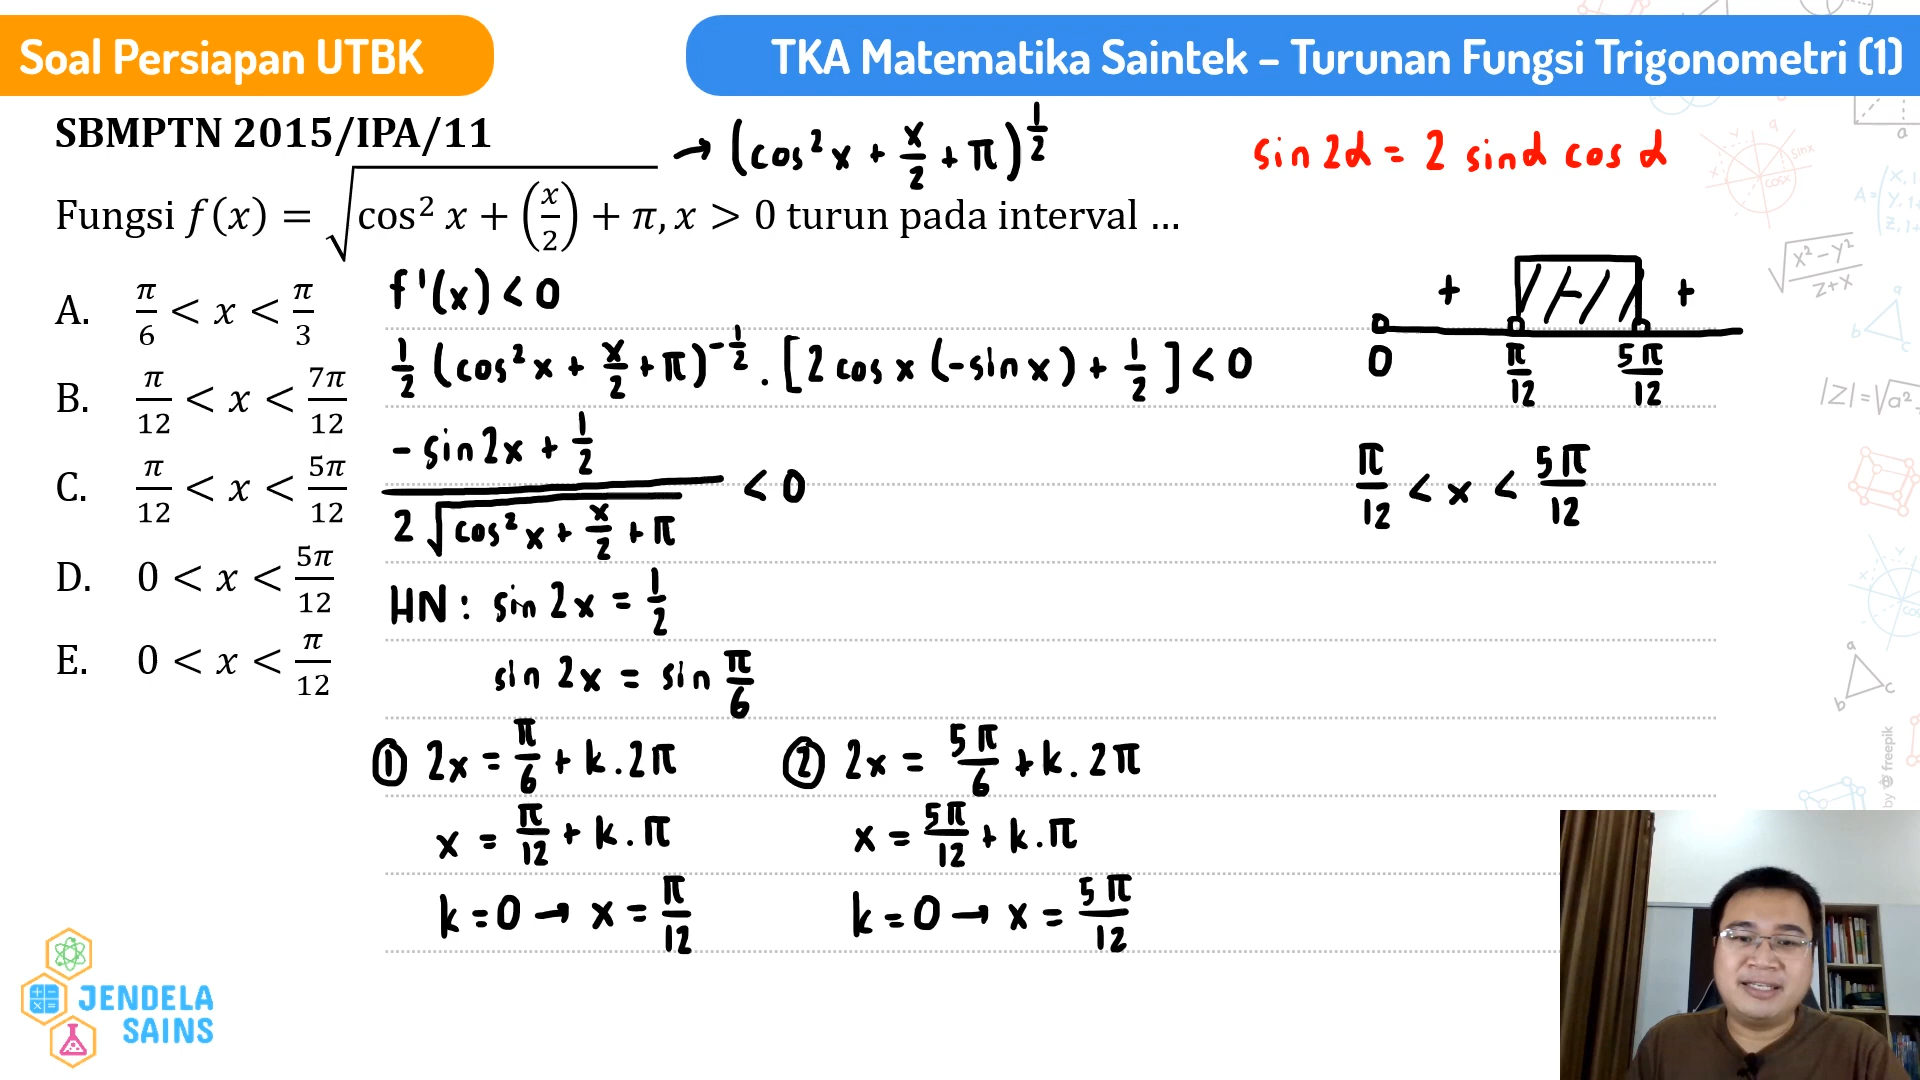 Soal Persiapan UTBK
TKA Matematika Saintek – Turunan Fungsi Trigonometri (1)
SBMPTN 2015/IPA/11
→ (cos² x + x/2 + π)^(1/2)
sin 2α = 2 sin α cos α
Fungsi f(x) = √(cos² x + (x/2) + π), x > 0 turun pada interval ...
A. π/6 < x < π/3
B. π/12 < x < 7π/12
C. π/12 < x < 5π/12
D. 0 < x < 5π/12
E. 0 < x < π/12
f'(x) < 0
1/2 (cos² x + x/2 + π)^(-1/2) . [2 cos x (-sin x) + 1/2] < 0
(- sin 2x + 1/2) / (2 √(cos² x + x/2 + π)) < 0
HN : sin 2x = 1/2
sin 2x = sin π/6
① 2x = π/6 + k . 2π
x = π/12 + k . π
k = 0 → x = π/12
② 2x = 5π/6 + k . 2π
x = 5π/12 + k . π
k = 0 → x = 5π/12
+ - +
0 π/12 5π/12
π/12 < x < 5π/12
JENDELA
SAINS
by freepik